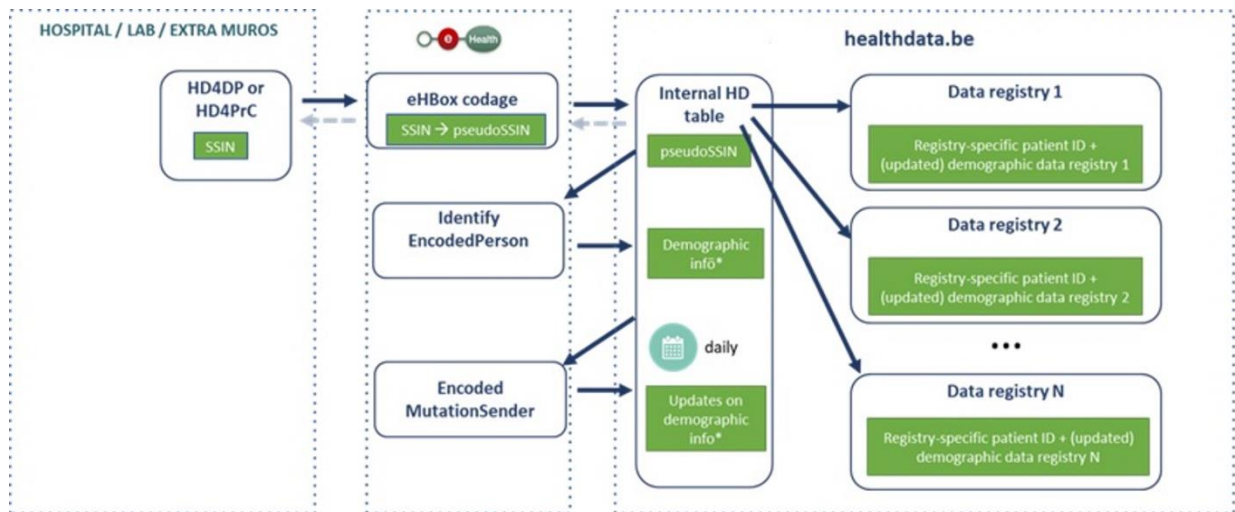 HOSPITAL / LAB / EXTRA MUROS
HD4DP or
HD4PrC
SSIN
Health
eHBox codage
SSIN → pseudoSSIN
Identify
EncodedPerson
Encoded
MutationSender
healthdata.be
Internal HD
table
pseudoSSIN
Demographic
infō*
daily
Updates on
demographic
info*
Data registry 1
Registry-specific patient ID +
(updated) demographic data registry 1
Data registry 2
Registry-specific patient ID +
(updated) demographic data registry 2
...
Data registry N
Registry-specific patient ID + (updated)
demographic data registry N